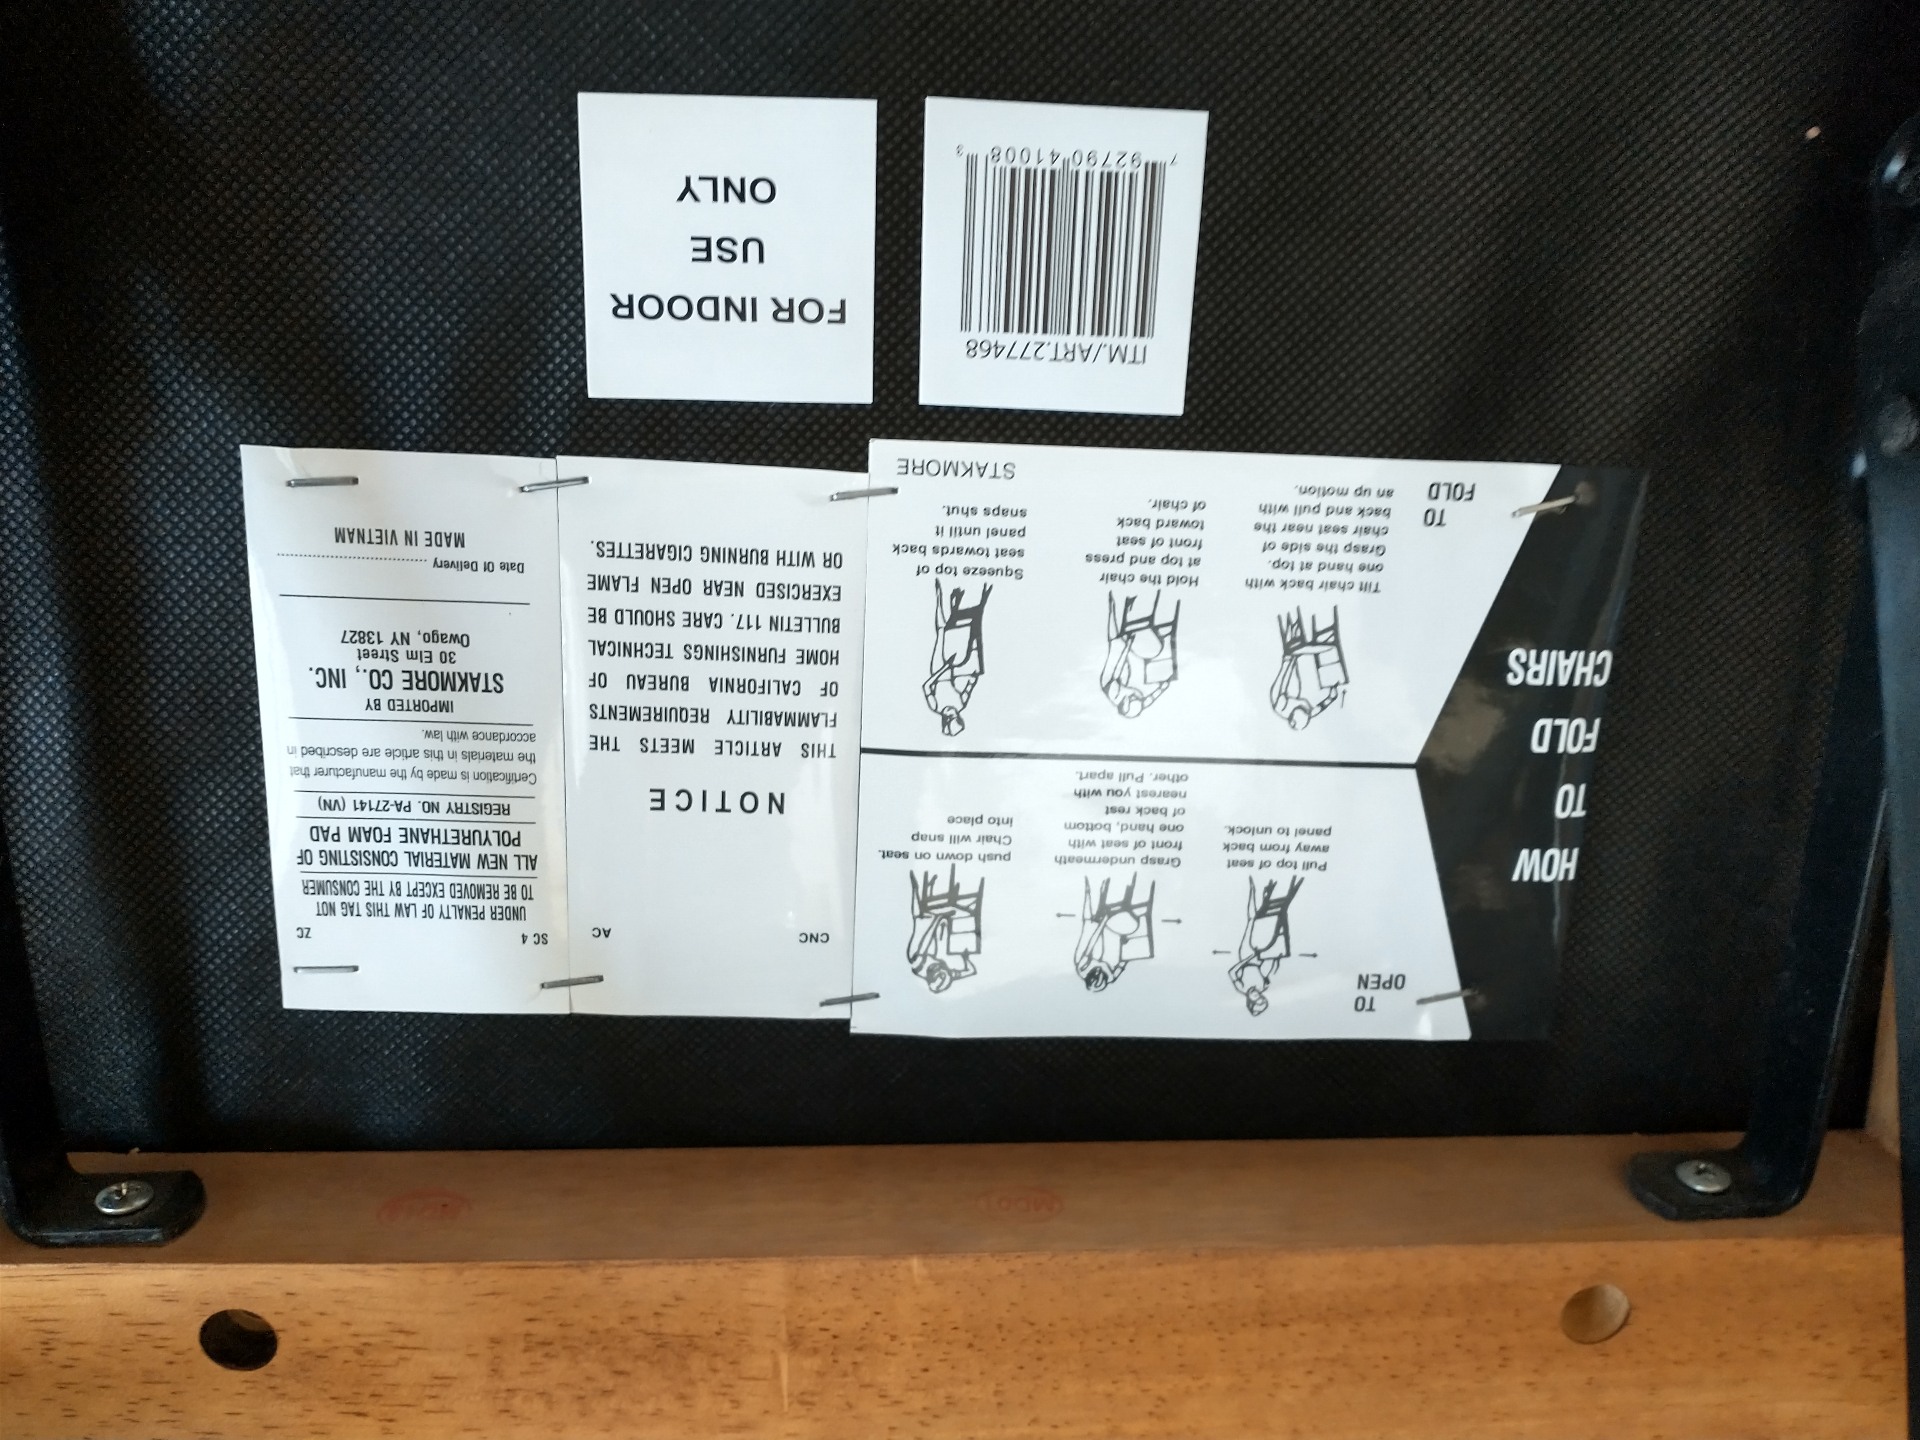 HOW
TO
FOLD
CHAIRS
TO
OPEN
Pull top of seat
away from back
panel to unlock.
Grasp underneath
front of seat with
one hand, bottom
of back rest
nearest you with
other. Pull apart.
push down on seat.
Chair will snap
into place
TO
FOLD
Tilt chair back with
one hand at top.
Grasp the side of
chair seat near the
back and pull with
an up motion.
Hold the chair
at top and press
front of seat
toward back
of chair.
Squeeze top of
seat towards back
panel until it
snaps shut.
STAKMORE
CNC AC
NOTICE
THIS ARTICLE MEETS THE
FLAMMABILITY REQUIREMENTS
OF CALIFORNIA BUREAU OF
HOME FURNISHINGS TECHNICAL
BULLETIN 117. CARE SHOULD BE
EXERCISED NEAR OPEN FLAME
OR WITH BURNING CIGARETTES.
SC 4 ZC
UNDER PENALTY OF LAW THIS TAG NOT
TO BE REMOVED EXCEPT BY THE CONSUMER
ALL NEW MATERIAL CONSISTING OF
POLYURETHANE FOAM PAD
REGISTRY NO. PA-27141 (VN)
Certification is made by the manufacturer that
the materials in this article are described in
accordance with law.
IMPORTED BY
STAKMORE CO., INC.
30 Elm Street
Owago, NY 13827
Date Of Delivery ........................
MADE IN VIETNAM
ITM./ART.277468
7 92790 41008 3
FOR INDOOR
USE
ONLY